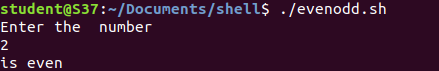 student@S37:~/Documents/shell$ ./evenodd.sh
Enter the  number
2
is even